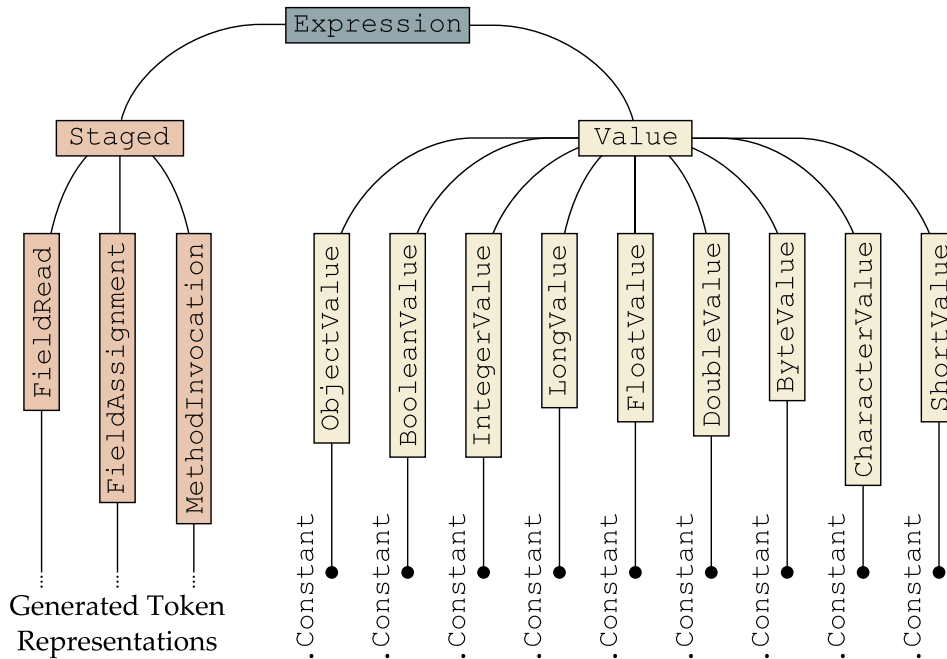 Expression
Staged
Value
FieldRead
FieldAssignment
MethodInvocation
ObjectValue
BooleanValue
IntegerValue
LongValue
FloatValue
DoubleValue
ByteValue
CharacterValue
ShortValue
.Constant
.Constant
.Constant
.Constant
.Constant
.Constant
.Constant
.Constant
.Constant
Generated Token
Representations